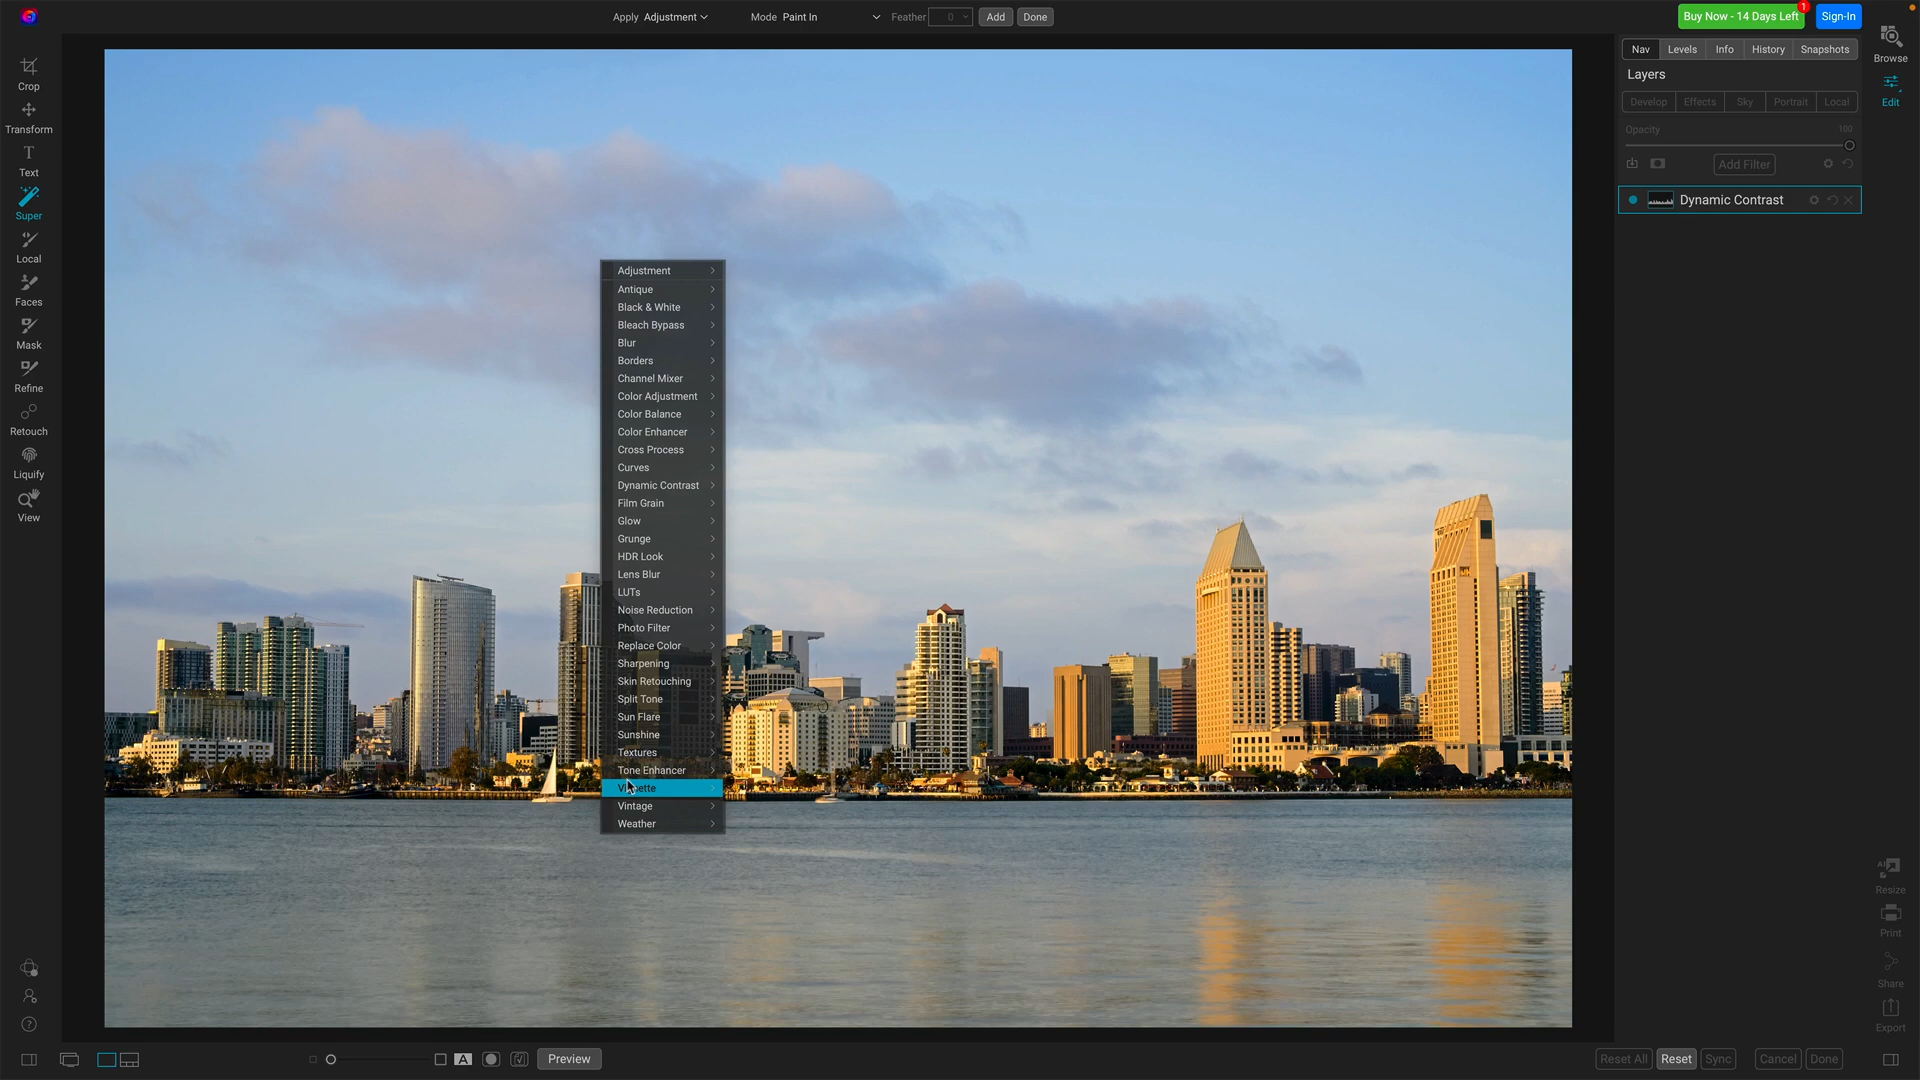 Apply Adjustment Mode Paint In Feather 0 Add Done
Buy Now - 14 Days Left 1 Sign-In
Nav Levels Info History Snapshots
Browse
Layers
Edit
Develop Effects Sky Portrait Local
Opacity 100
Add Filter
Dynamic Contrast
Crop
Transform
T
Text
Super
Local
Faces
Mask
Refine
Retouch
Liquify
View
Adjustment
Antique
Black & White
Bleach Bypass
Blur
Borders
Channel Mixer
Color Adjustment
Color Balance
Color Enhancer
Cross Process
Curves
Dynamic Contrast
Film Grain
Glow
Grunge
HDR Look
Lens Blur
LUTs
Noise Reduction
Photo Filter
Replace Color
Sharpening
Skin Retouching
Split Tone
Sun Flare
Sunshine
Textures
Tone Enhancer
Vintage
Weather
AI
Resize
Print
Share
Export
?
A Preview
Reset All Reset Sync Cancel Done